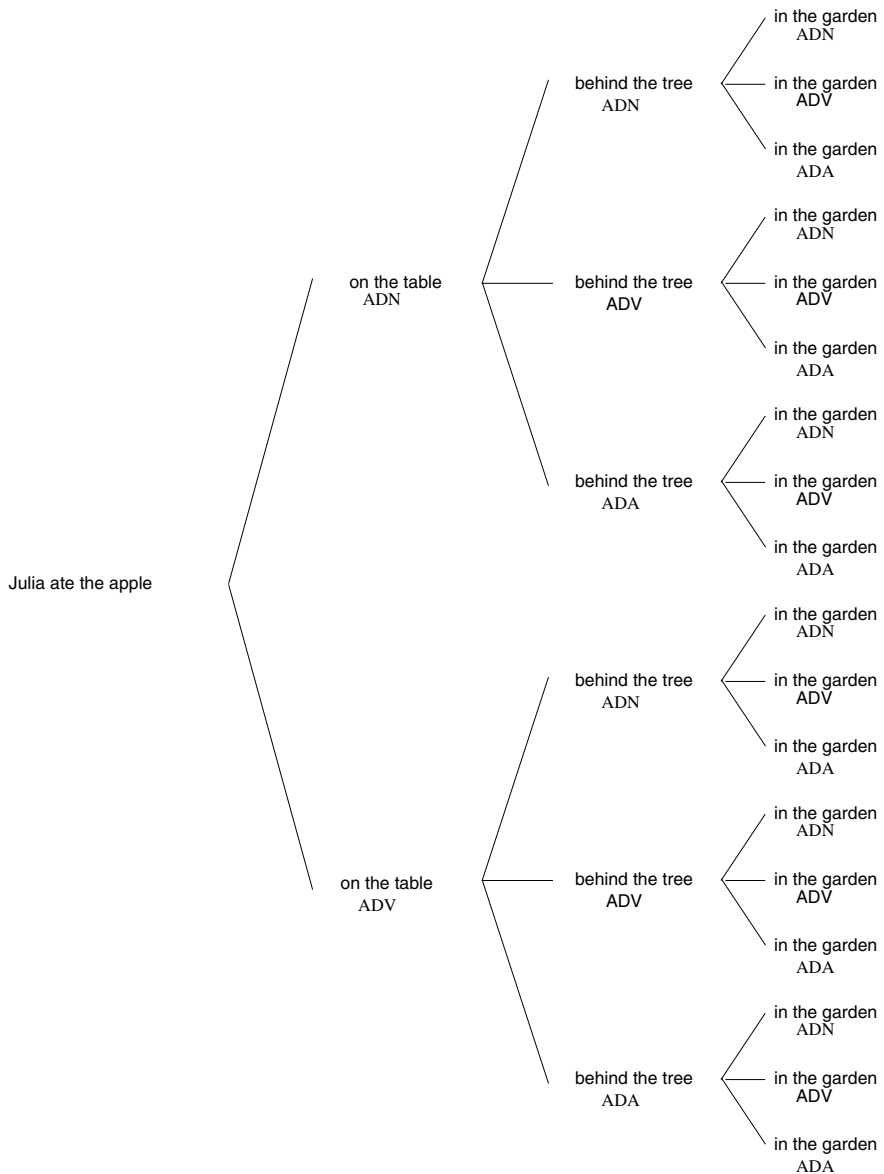 in the garden
ADN
behind the tree
ADN
in the garden
ADV
in the garden
ADA
in the garden
ADN
on the table
ADN
behind the tree
ADV
in the garden
ADV
in the garden
ADA
in the garden
ADN
behind the tree
ADA
in the garden
ADV
in the garden
ADA
Julia ate the apple
in the garden
ADN
behind the tree
ADN
in the garden
ADV
in the garden
ADA
in the garden
ADN
on the table
ADV
behind the tree
ADV
in the garden
ADV
in the garden
ADA
in the garden
ADN
behind the tree
ADA
in the garden
ADV
in the garden
ADA